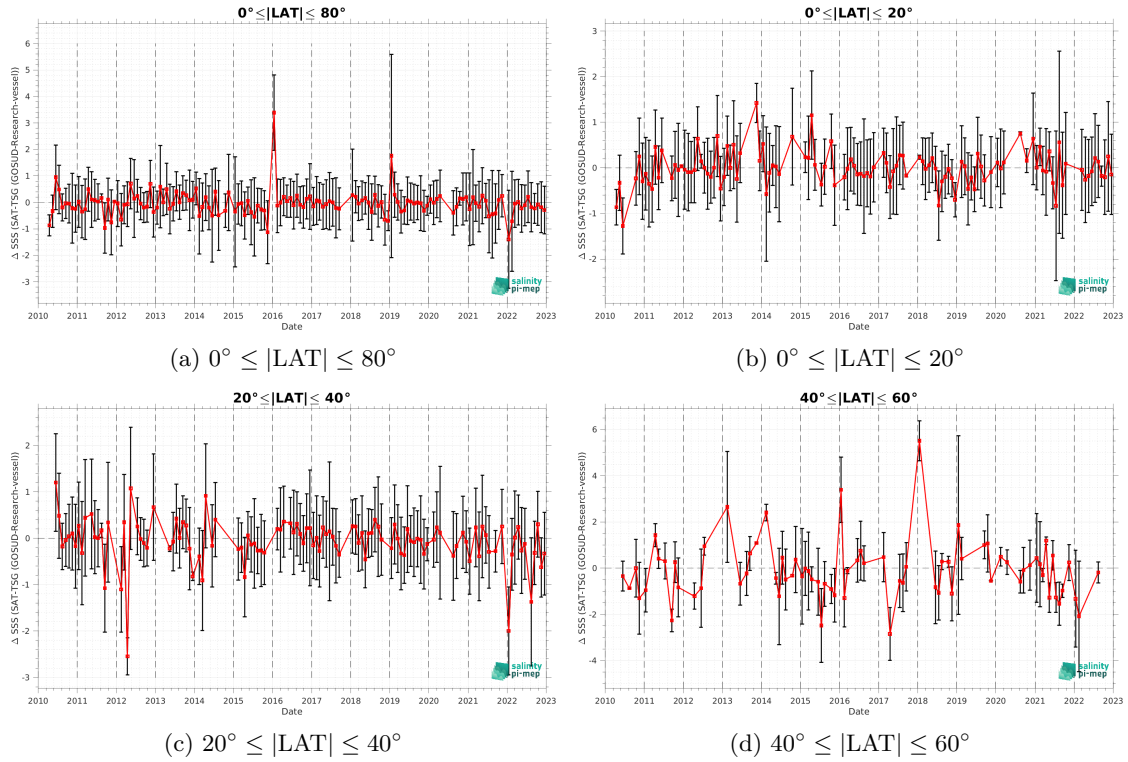 0°≤|LAT|≤ 80°
Δ SSS (SAT-TSG (GOSUD-Research-vessel))
6
5
4
3
2
1
0
-1
-2
-3
salinity
pi-mep
2010 2011 2012 2013 2014 2015 2016 2017 2018 2019 2020 2021 2022 2023
Date
(a) 0° ≤ |LAT| ≤ 80°
0°≤|LAT|≤ 20°
Δ SSS (SAT-TSG (GOSUD-Research-vessel))
3
2
1
0
-1
-2
salinity
pi-mep
2010 2011 2012 2013 2014 2015 2016 2017 2018 2019 2020 2021 2022 2023
Date
(b) 0° ≤ |LAT| ≤ 20°
20°≤|LAT|≤ 40°
Δ SSS (SAT-TSG (GOSUD-Research-vessel))
2
1
0
-1
-2
-3
salinity
pi-mep
2010 2011 2012 2013 2014 2015 2016 2017 2018 2019 2020 2021 2022 2023
Date
(c) 20° ≤ |LAT| ≤ 40°
40°≤|LAT|≤ 60°
Δ SSS (SAT-TSG (GOSUD-Research-vessel))
6
4
2
0
-2
-4
salinity
pi-mep
2010 2011 2012 2013 2014 2015 2016 2017 2018 2019 2020 2021 2022 2023
Date
(d) 40° ≤ |LAT| ≤ 60°